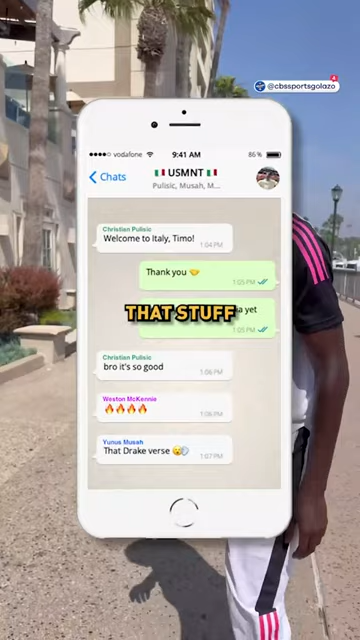 @cbssportsgolazo
vodafone
9:41 AM
86%
Chats
🇮🇹 USMNT 🇮🇹
Pulisic, Musah, M...
Christian Pulisic
Welcome to Italy, Timo!
1:04 PM
Thank you 🤝
1:05 PM
yet
1:05 PM
THAT STUFF
Christian Pulisic
bro it's so good
1:06 PM
Weston McKennie
🔥🔥🔥🔥
1:06 PM
Yunus Musah
That Drake verse 😮‍💨
1:07 PM